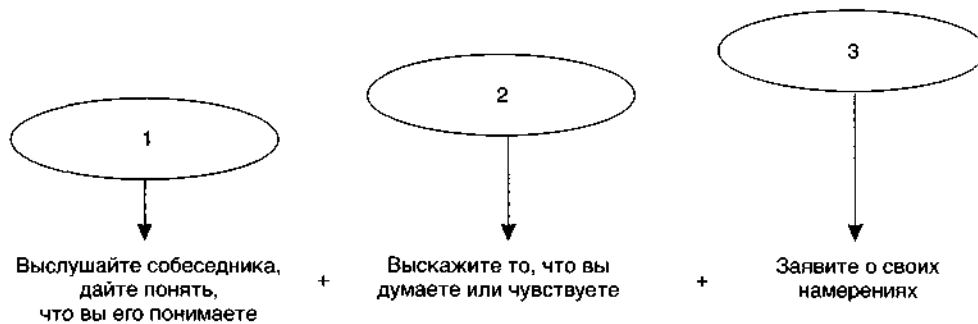 1
2
3
Выслушайте собеседника,
дайте понять,
что вы его понимаете
+
Выскажите то, что вы
думаете или чувствуете
+
Заявите о своих
намерениях